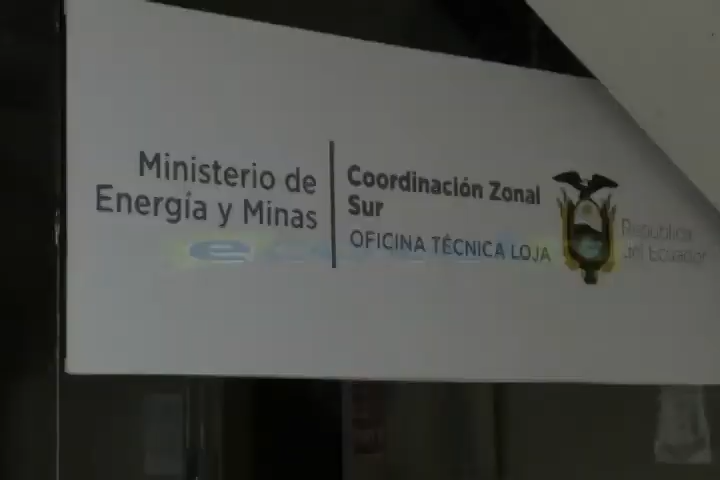 Ministerio de
Energía y Minas
Coordinación Zonal
Sur
OFICINA TÉCNICA LOJA
República
del Ecuador